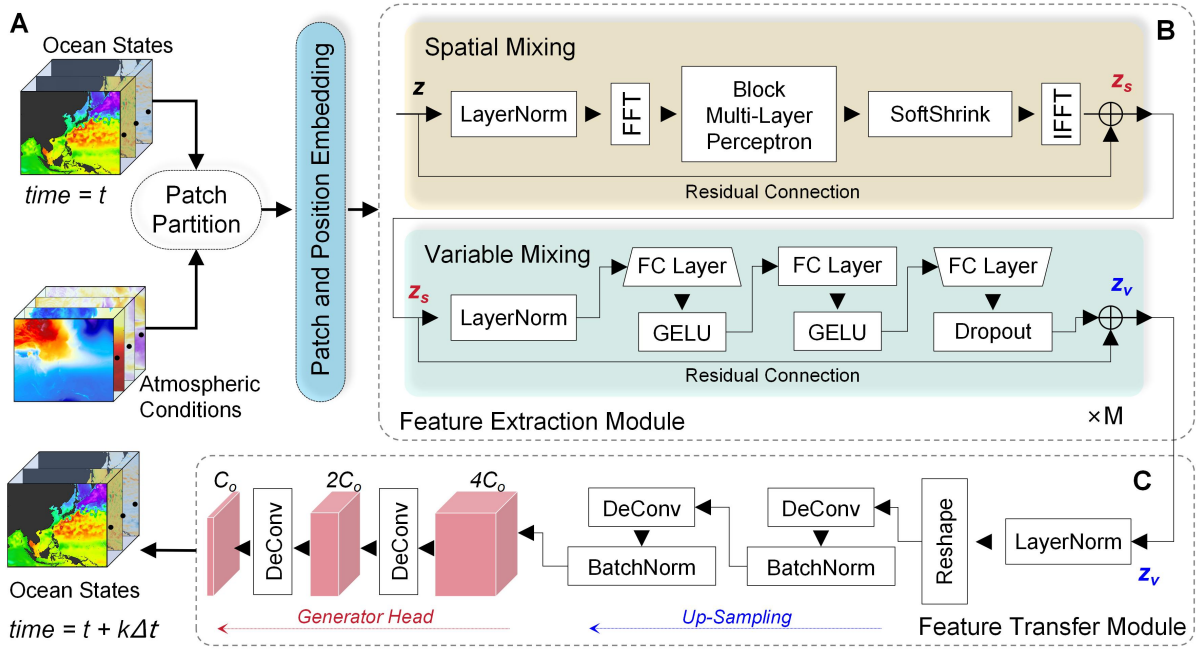 A
Ocean States
time = t
Patch
Partition
Atmospheric
Conditions
Patch and Position Embedding
B
Spatial Mixing
z
LayerNorm
FFT
Block
Multi-Layer
Perceptron
SoftShrink
IFFT
zs
Residual Connection
Variable Mixing
zs
LayerNorm
FC Layer
GELU
FC Layer
GELU
FC Layer
Dropout
zv
Residual Connection
Feature Extraction Module
×M
C
zv
LayerNorm
Reshape
DeConv
BatchNorm
DeConv
BatchNorm
Up-Sampling
4Co
DeConv
2Co
DeConv
Co
Generator Head
Feature Transfer Module
Ocean States
time = t + kΔt